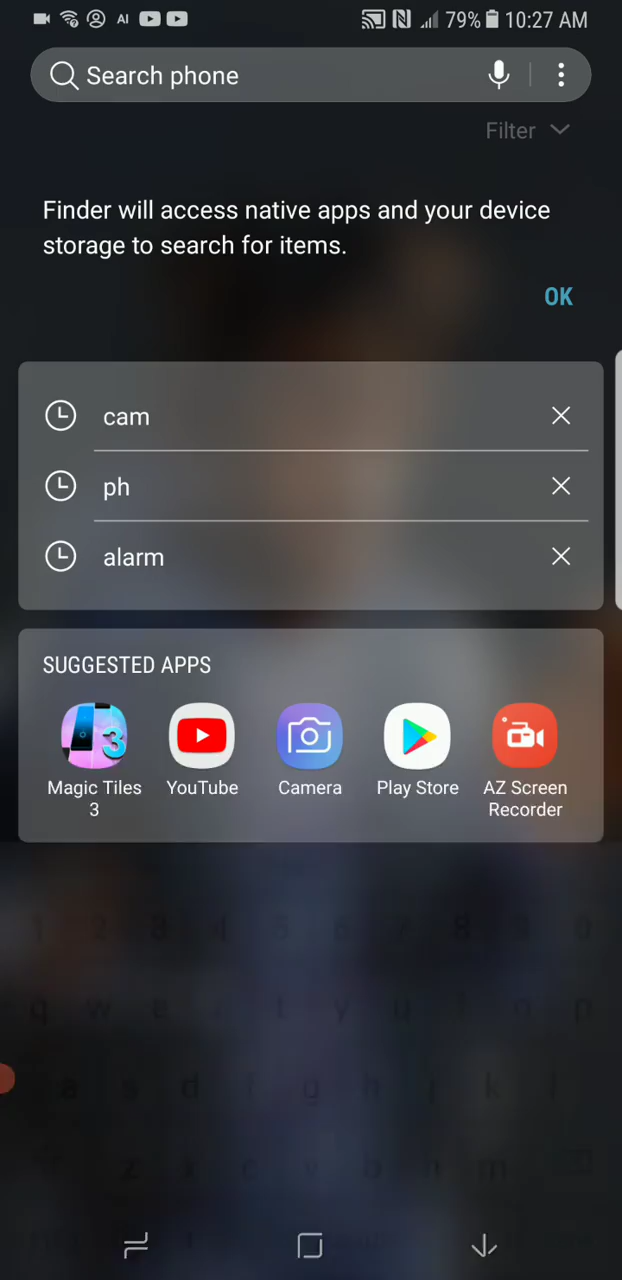 AI 79% 10:27 AM
Search phone
Filter
Finder will access native apps and your device
storage to search for items.
OK
cam
ph
alarm
SUGGESTED APPS
Magic Tiles
3
YouTube
Camera
Play Store
AZ Screen
Recorder